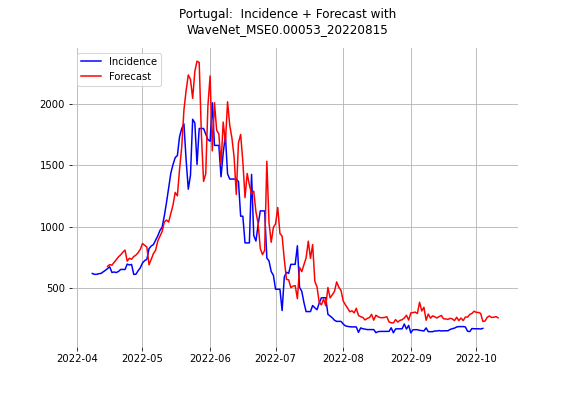 Portugal:  Incidence + Forecast with
WaveNet_MSE0.00053_20220815
Incidence
Forecast
2000
1500
1000
500
2022-04
2022-05
2022-06
2022-07
2022-08
2022-09
2022-10